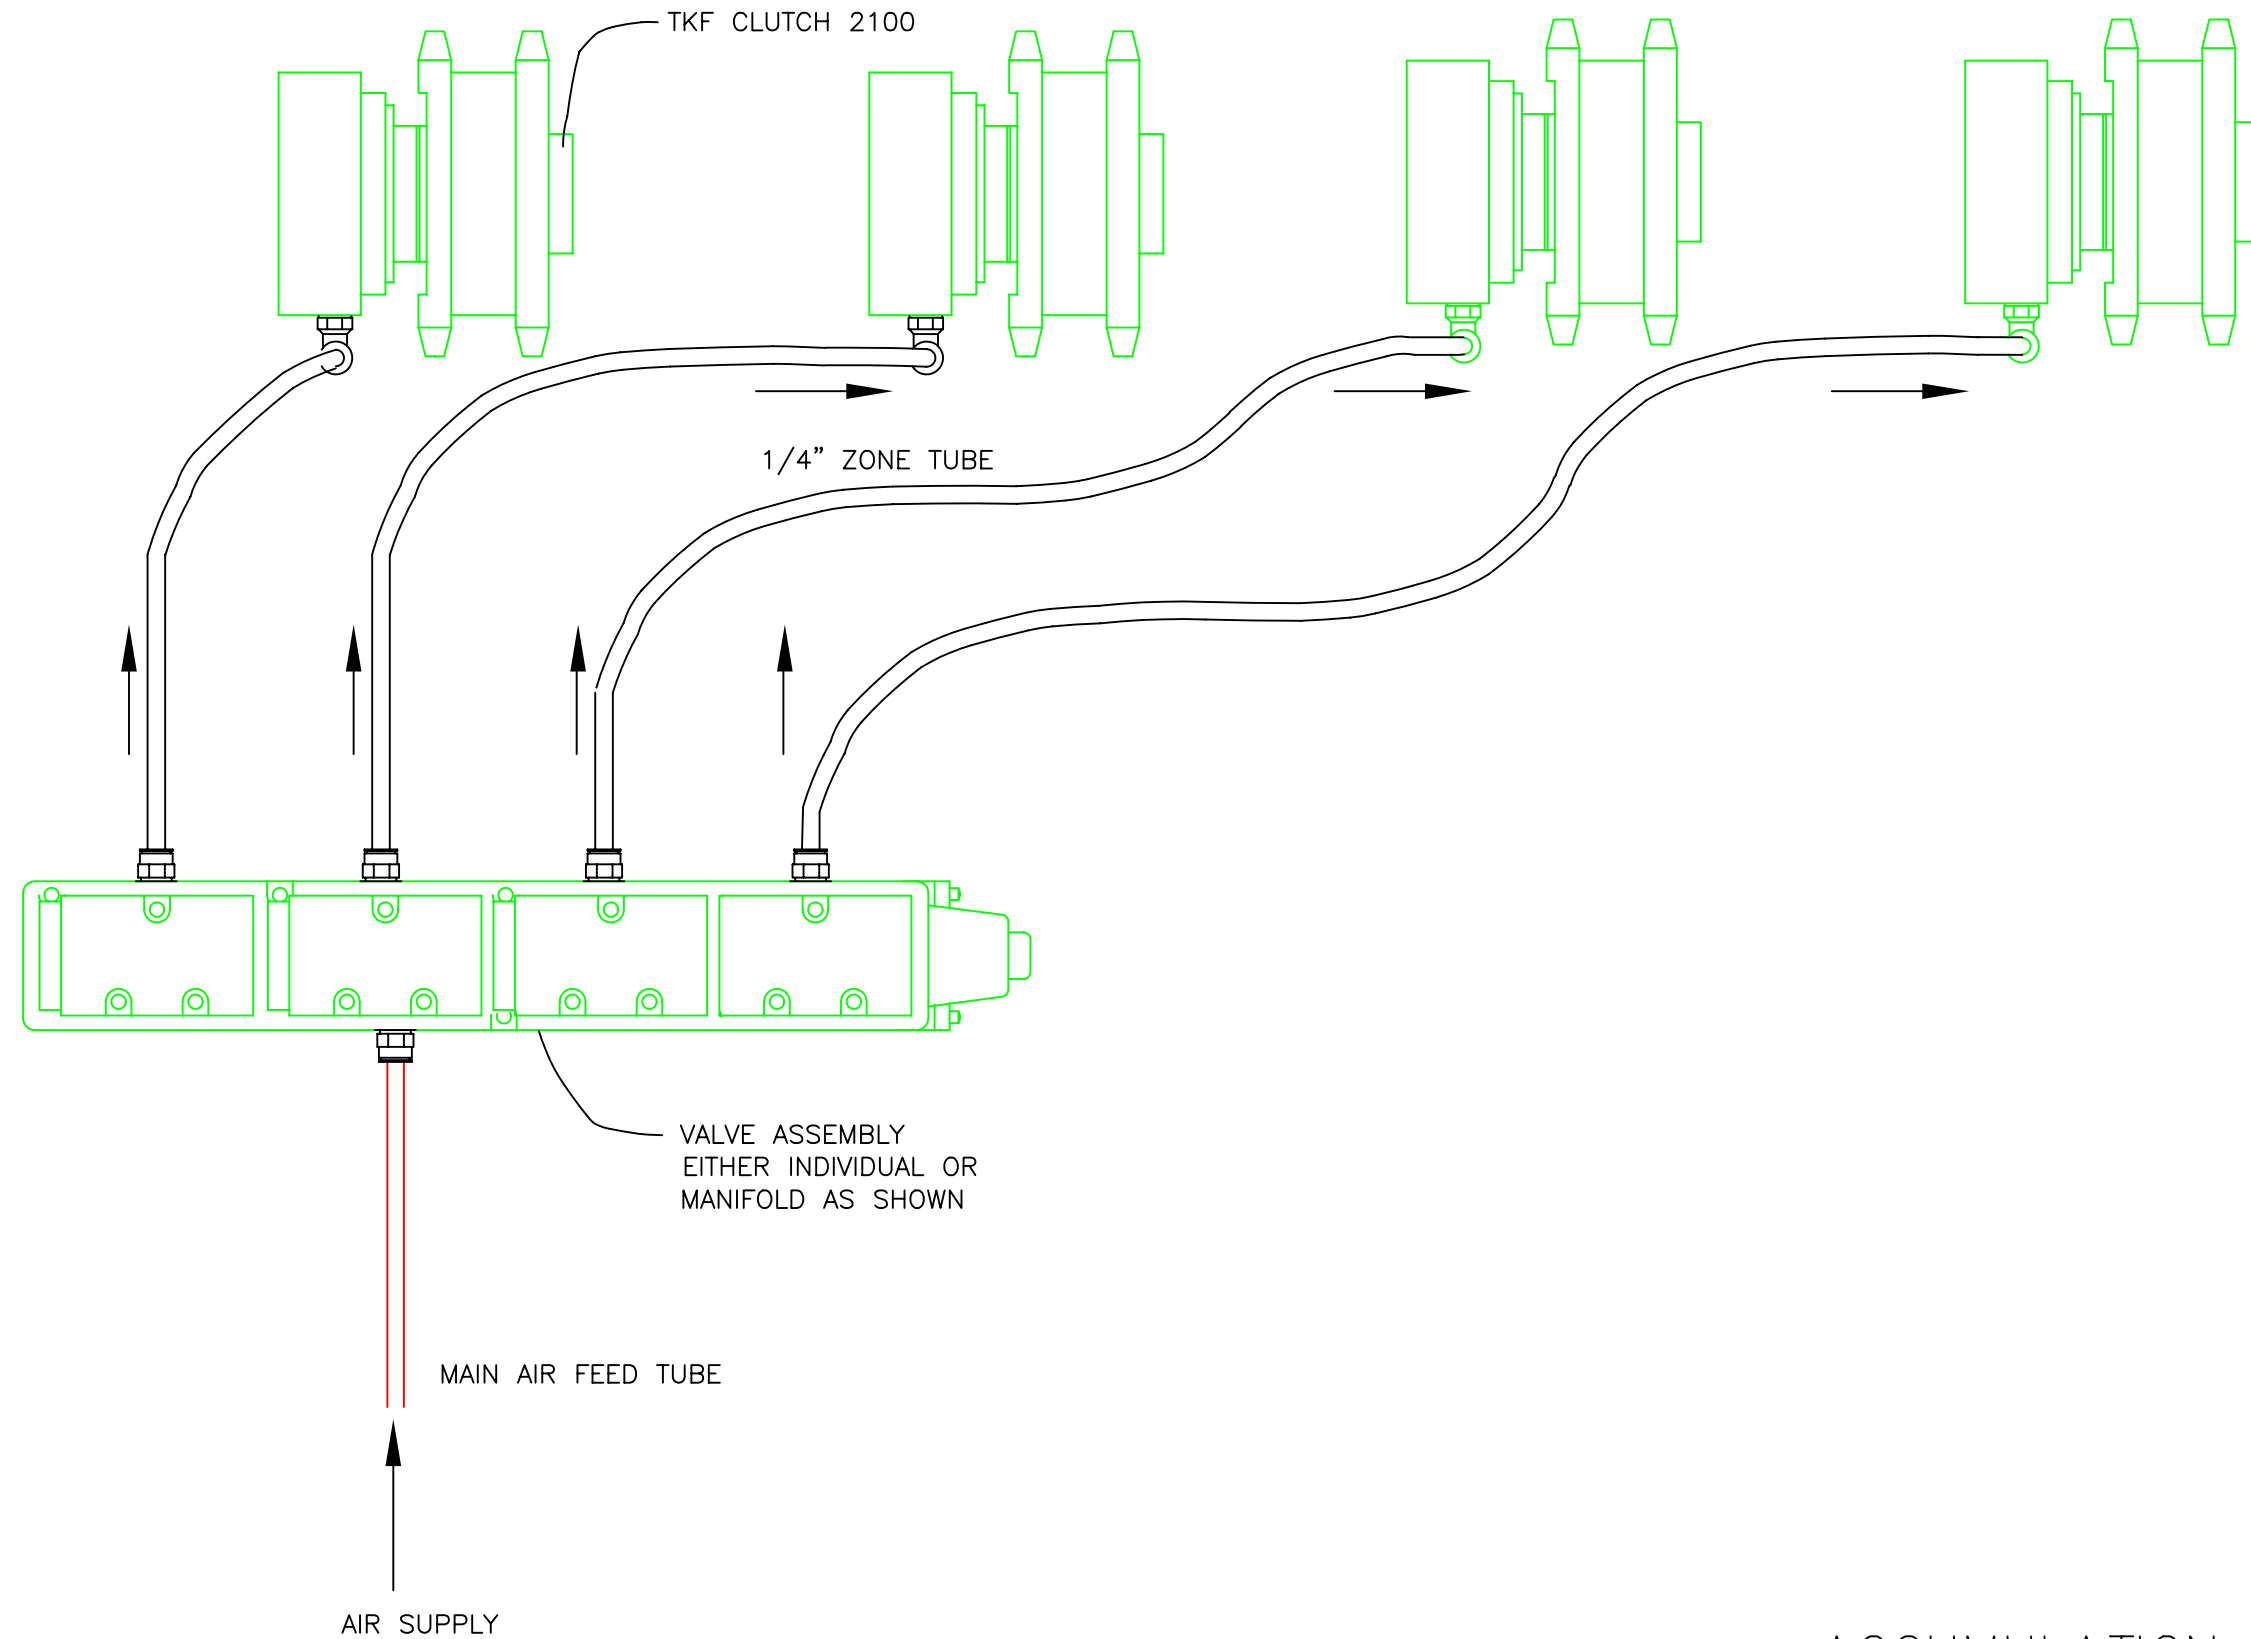 TKF CLUTCH 2100
1/4” ZONE TUBE
VALVE ASSEMBLY
EITHER INDIVIDUAL OR
MANIFOLD AS SHOWN
MAIN AIR FEED TUBE
AIR SUPPLY